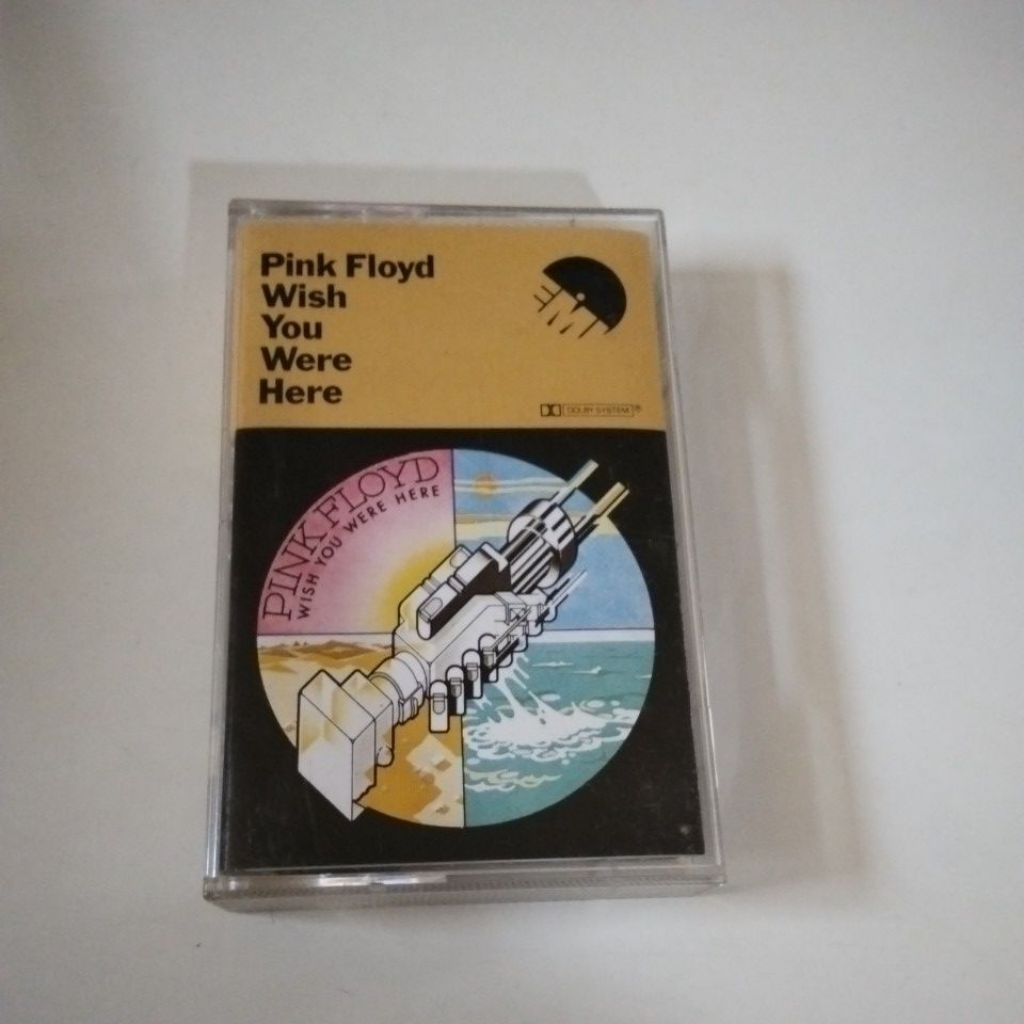 Pink Floyd
Wish
You
Were
Here
EMI
DOLBY SYSTEM®
PINK FLOYD
WISH YOU WERE HERE